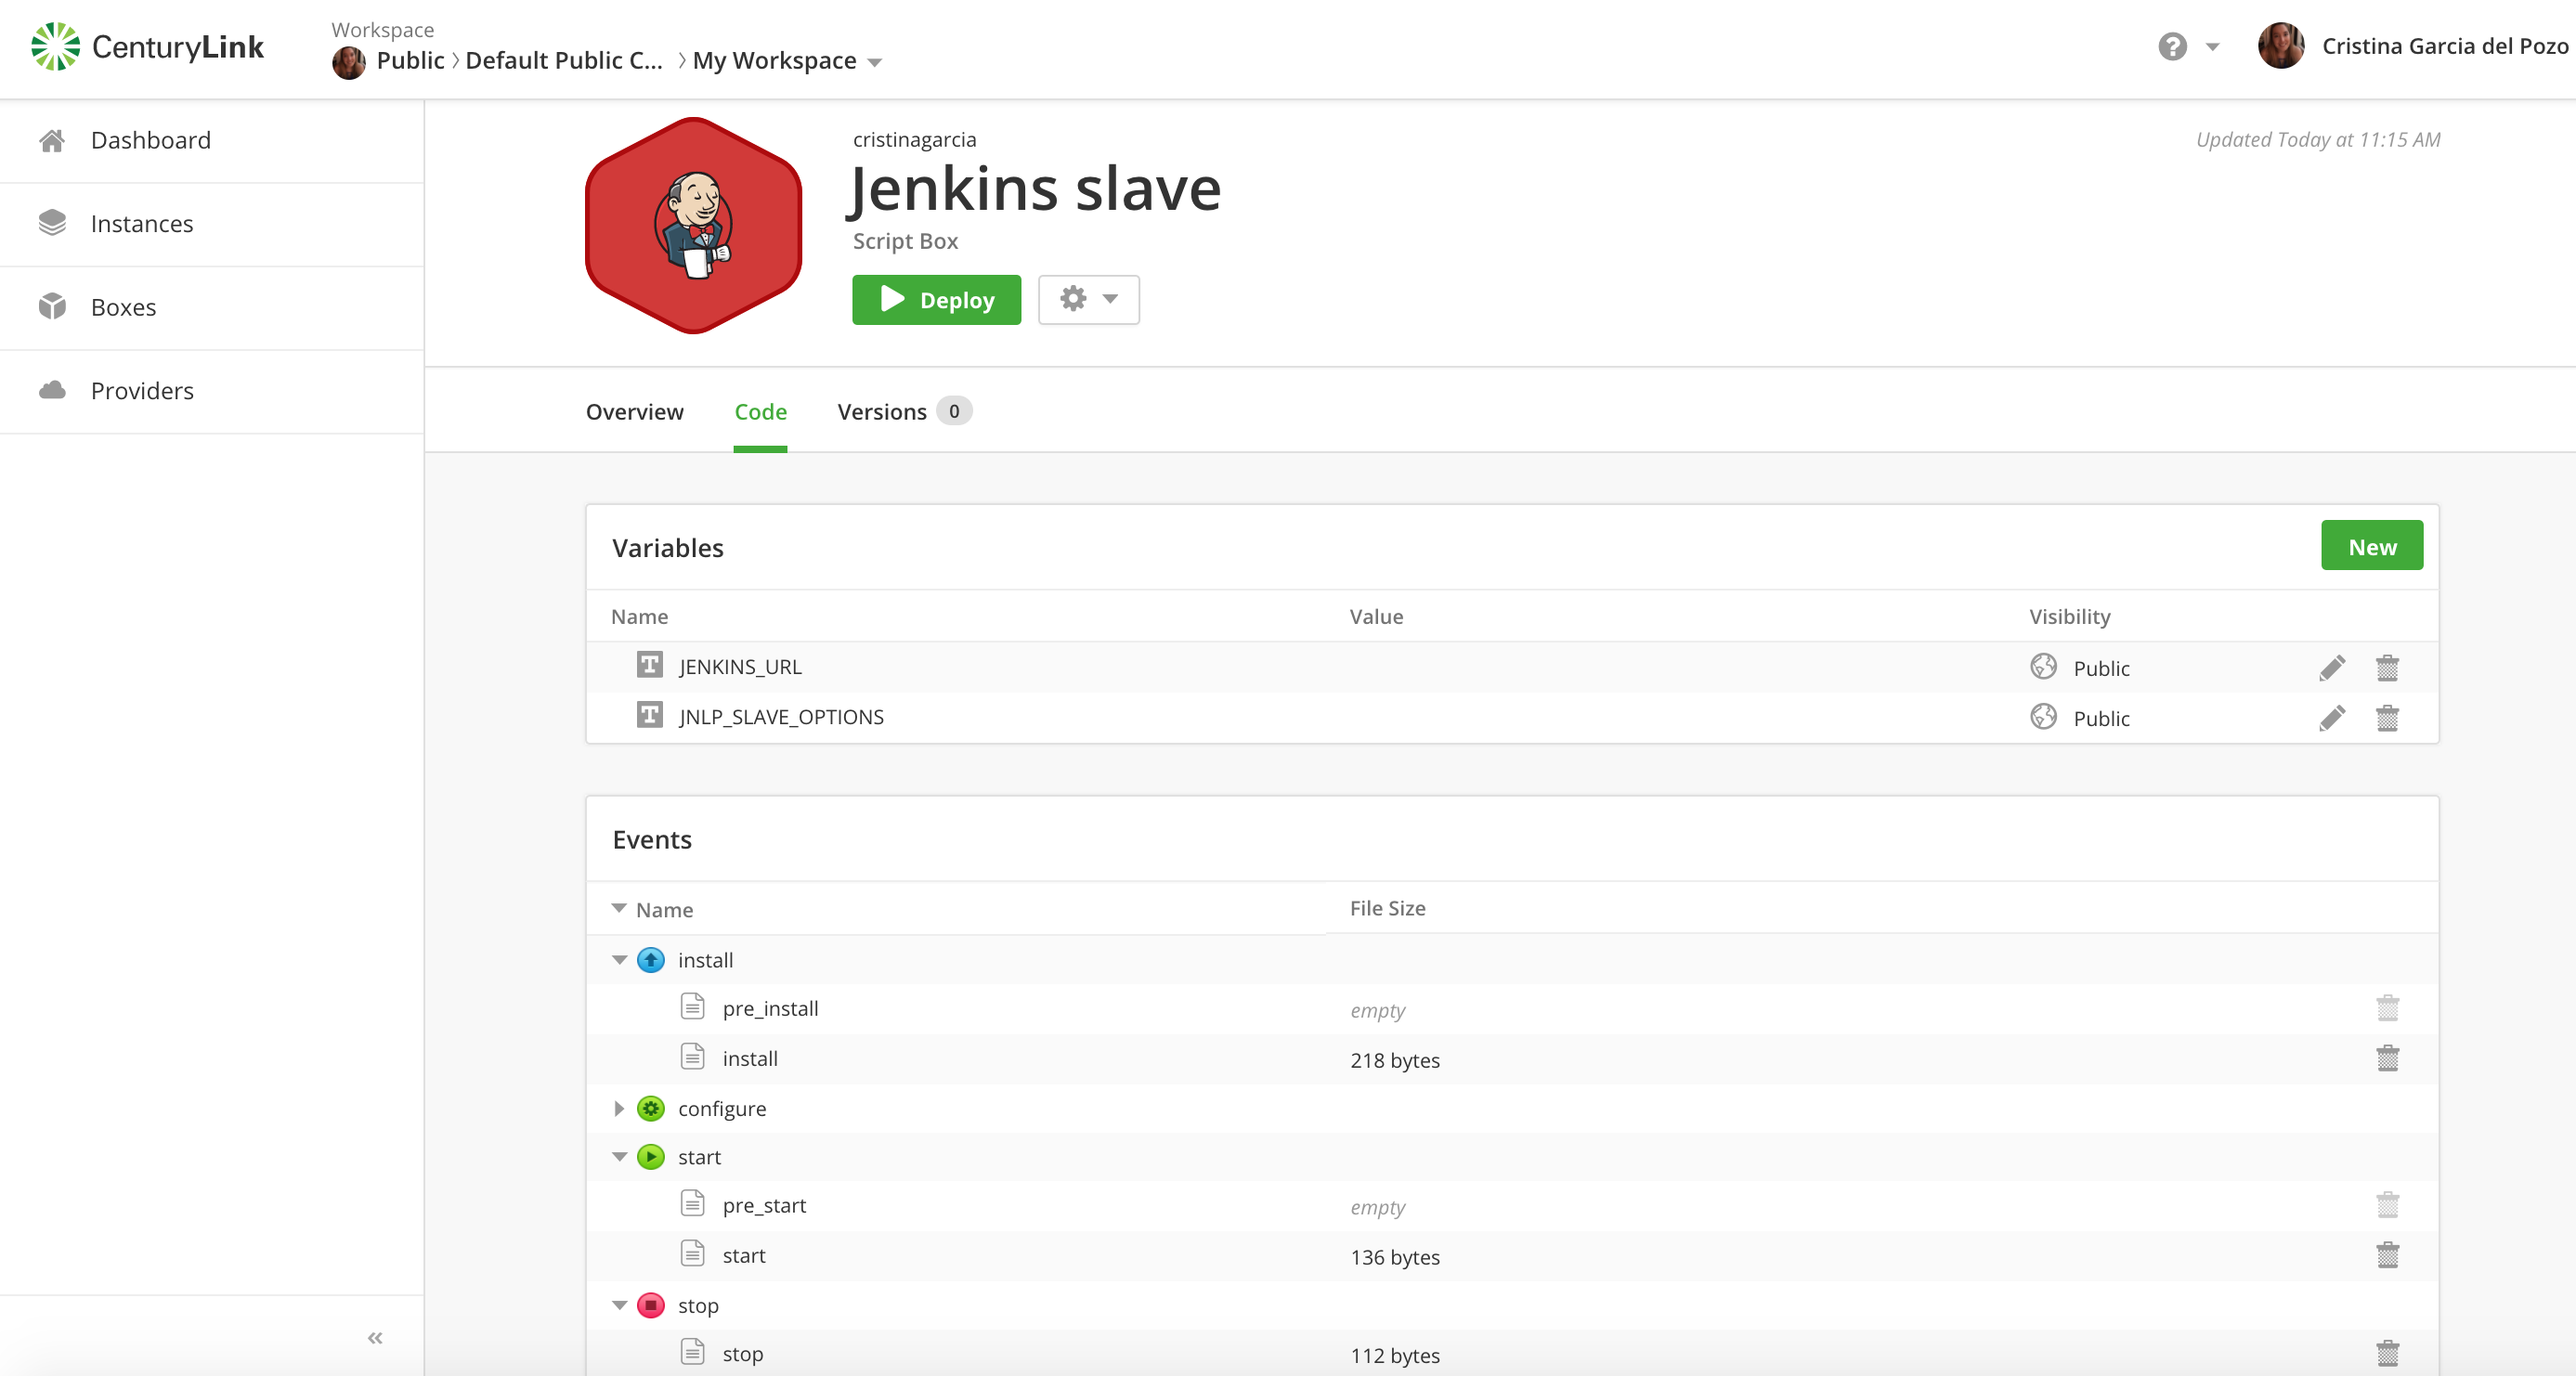 CenturyLink
Workspace
Public > Default Public C... > My Workspace
? Cristina Garcia del Pozo
Dashboard
Instances
Boxes
Providers
«
cristinagarcia
Updated Today at 11:15 AM
Jenkins slave
Script Box
Deploy
Overview Code Versions 0
Variables New
Name Value Visibility
T JENKINS_URL Public
T JNLP_SLAVE_OPTIONS Public
Events
Name File Size
install
pre_install empty
install 218 bytes
configure
start
pre_start empty
start 136 bytes
stop
stop 112 bytes